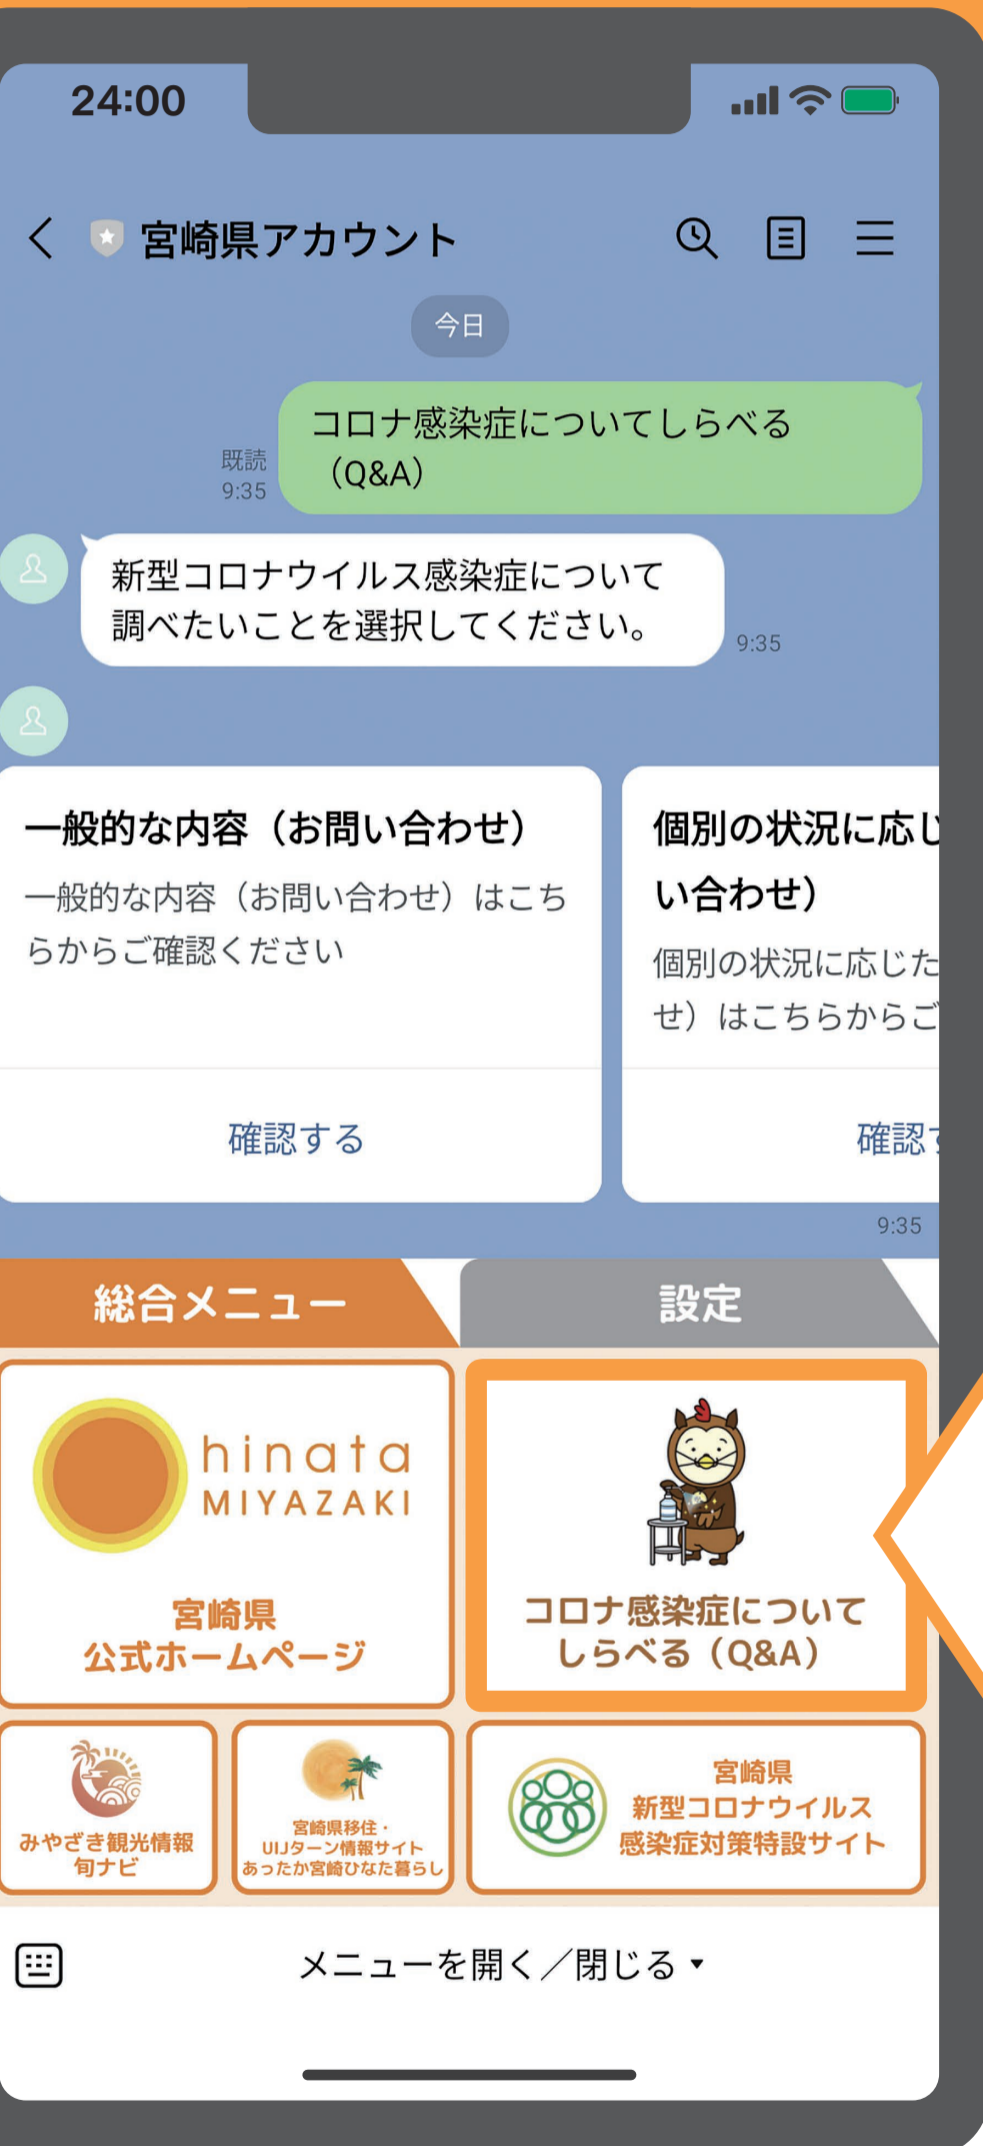 24:00
宮崎県アカウント
今日
コロナ感染症についてしらべる
（Q&A）
既読
9:35
新型コロナウイルス感染症について
調べたいことを選択してください。
9:35
一般的な内容（お問い合わせ）
一般的な内容（お問い合わせ）はこち
らからご確認ください
確認する
個別の状況に応じ
い合わせ）
個別の状況に応じた
せ）はこちらからご
確認す
9:35
総合メニュー
設定
hinata
MIYAZAKI
宮崎県
公式ホームページ
コロナ感染症について
しらべる（Q&A）
みやざき観光情報
旬ナビ
宮崎県移住・
UIJターン情報サイト
あったか宮崎ひなた暮らし
宮崎県
新型コロナウイルス
感染症対策特設サイト
メニューを開く／閉じる▼